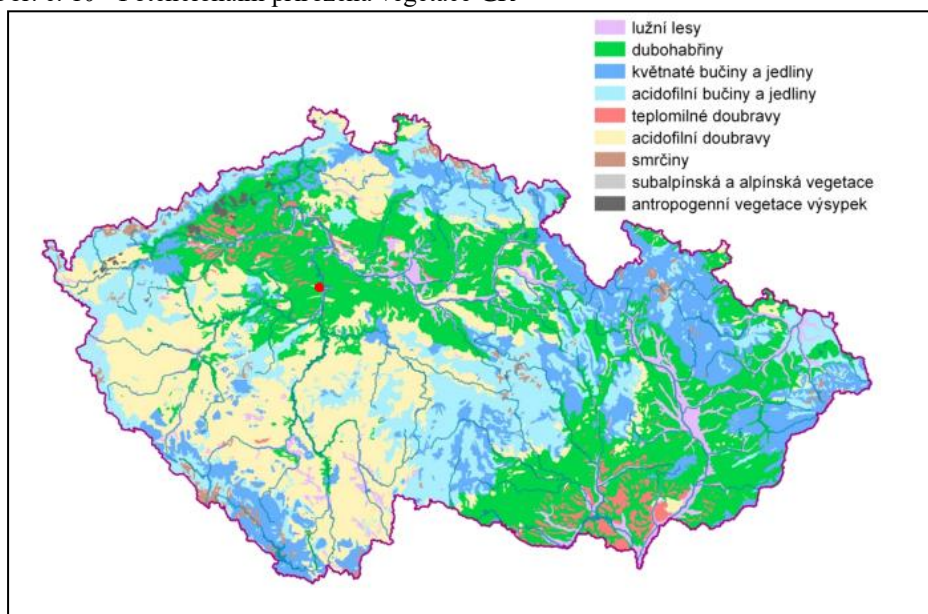 lužní lesy
dubohabřiny
květnaté bučiny a jedliny
acidofilní bučiny a jedliny
teplomilné doubravy
acidofilní doubravy
smrčiny
subalpínská a alpínská vegetace
antropogenní vegetace výsypek